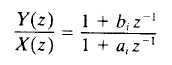 Y(z)/X(z) = (1 + b_i z^{-1})/(1 + a_i z^{-1})